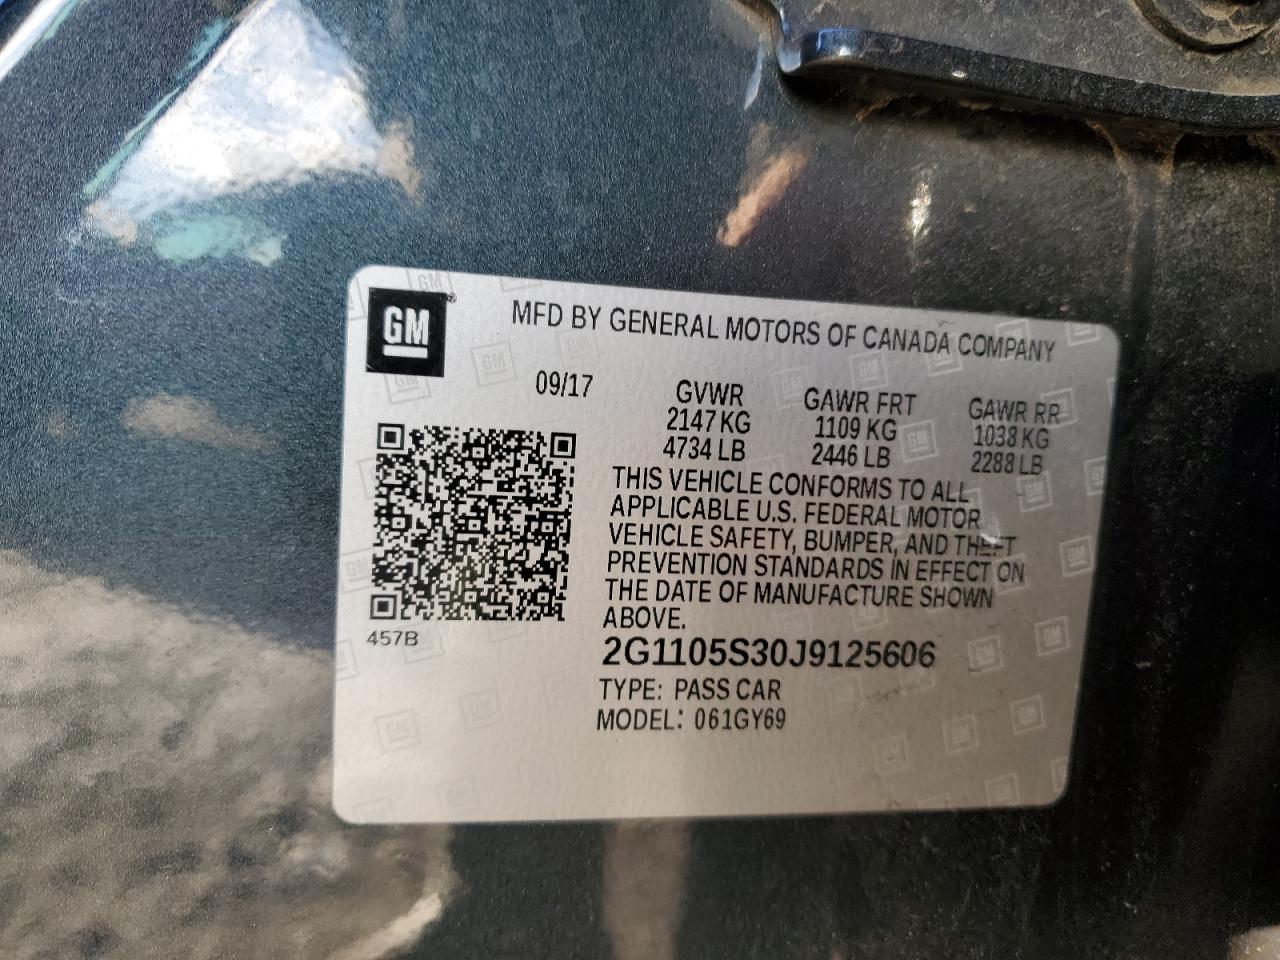 GM
MFD BY GENERAL MOTORS OF CANADA COMPANY
09/17
GVWR GAWR FRT GAWR RR
2147 KG 1109 KG 1038 KG
4734 LB 2446 LB 2288 LB
THIS VEHICLE CONFORMS TO ALL
APPLICABLE U.S. FEDERAL MOTOR
VEHICLE SAFETY, BUMPER, AND THEFT
PREVENTION STANDARDS IN EFFECT ON
THE DATE OF MANUFACTURE SHOWN
ABOVE.
457B
2G1105S30J9125606
TYPE: PASS CAR
MODEL: 061GY69